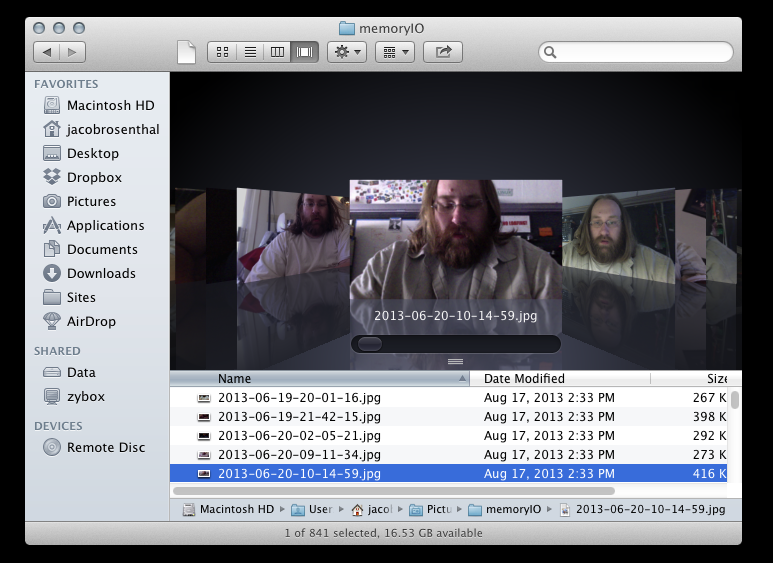 memoryIO
FAVORITES
Macintosh HD
jacobrosenthal
Desktop
Dropbox
Pictures
Applications
Documents
Downloads
Sites
AirDrop
SHARED
Data
zybox
DEVICES
Remote Disc
2013-06-20-10-14-59.jpg
Name Date Modified Size
2013-06-19-20-01-16.jpg Aug 17, 2013 2:33 PM 267 K
2013-06-19-21-42-15.jpg Aug 17, 2013 2:33 PM 398 K
2013-06-20-02-05-21.jpg Aug 17, 2013 2:33 PM 292 K
2013-06-20-09-11-34.jpg Aug 17, 2013 2:33 PM 273 K
2013-06-20-10-14-59.jpg Aug 17, 2013 2:33 PM 416 K
Macintosh HD ▸ User ▸ jacol ▸ Pictu ▸ memoryIO ▸ 2013-06-20-10-14-59.jpg
1 of 841 selected, 16.53 GB available